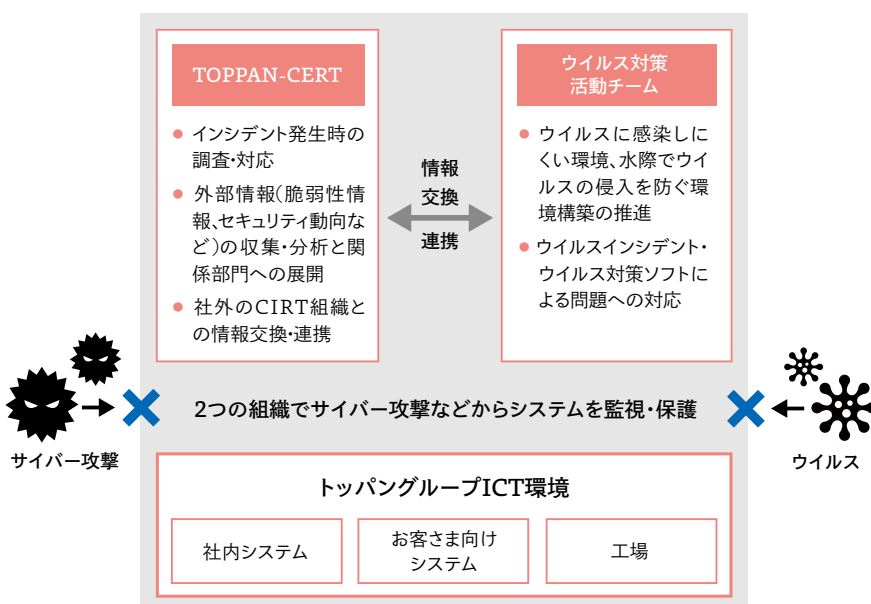 TOPPAN-CERT
● インシデント発生時の
調査・対応
● 外部情報(脆弱性情
報、セキュリティ動向な
ど)の収集・分析と関
係部門への展開
● 社外のCIRT組織と
の情報交換・連携
情報
交換
連携
ウイルス対策
活動チーム
● ウイルスに感染しに
くい環境、水際でウイ
ルスの侵入を防ぐ環
境構築の推進
● ウイルスインシデント・
ウイルス対策ソフトに
よる問題への対応
サイバー攻撃
2つの組織でサイバー攻撃などからシステムを監視・保護
ウイルス
トッパングループICT環境
社内システム
お客さま向け
システム
工場